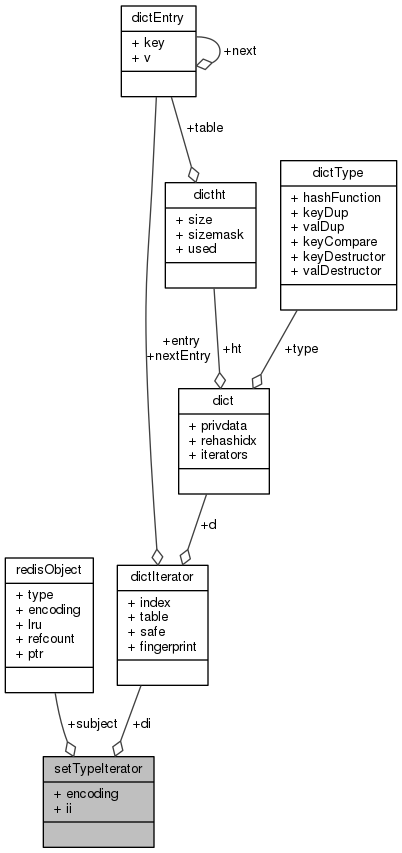 dictEntry
+ key
+ v
+next
+table
dictht
+ size
+ sizemask
+ used
dictType
+ hashFunction
+ keyDup
+ valDup
+ keyCompare
+ keyDestructor
+ valDestructor
+entry
+nextEntry
+ht
+type
dict
+ privdata
+ rehashidx
+ iterators
+d
redisObject
+ type
+ encoding
+ lru
+ refcount
+ ptr
dictIterator
+ index
+ table
+ safe
+ fingerprint
+subject
+di
setTypeIterator
+ encoding
+ ii